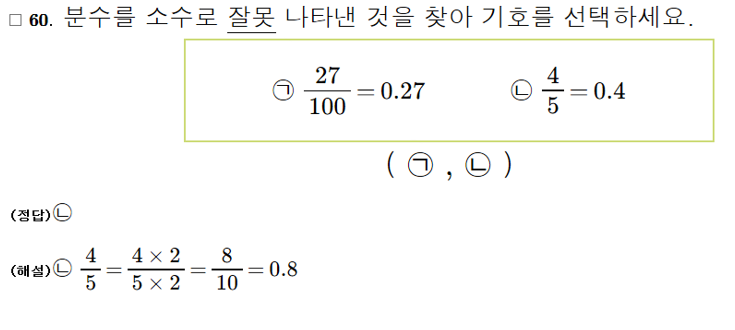 □ 60. 분수를 소수로 잘못 나타낸 것을 찾아 기호를 선택하세요.
㉠ 27/100 = 0.27 ㉡ 4/5 = 0.4
( ㉠ , ㉡ )
(정답) ㉡
(해설) ㉡ 4/5 = 4 × 2/5 × 2 = 8/10 = 0.8